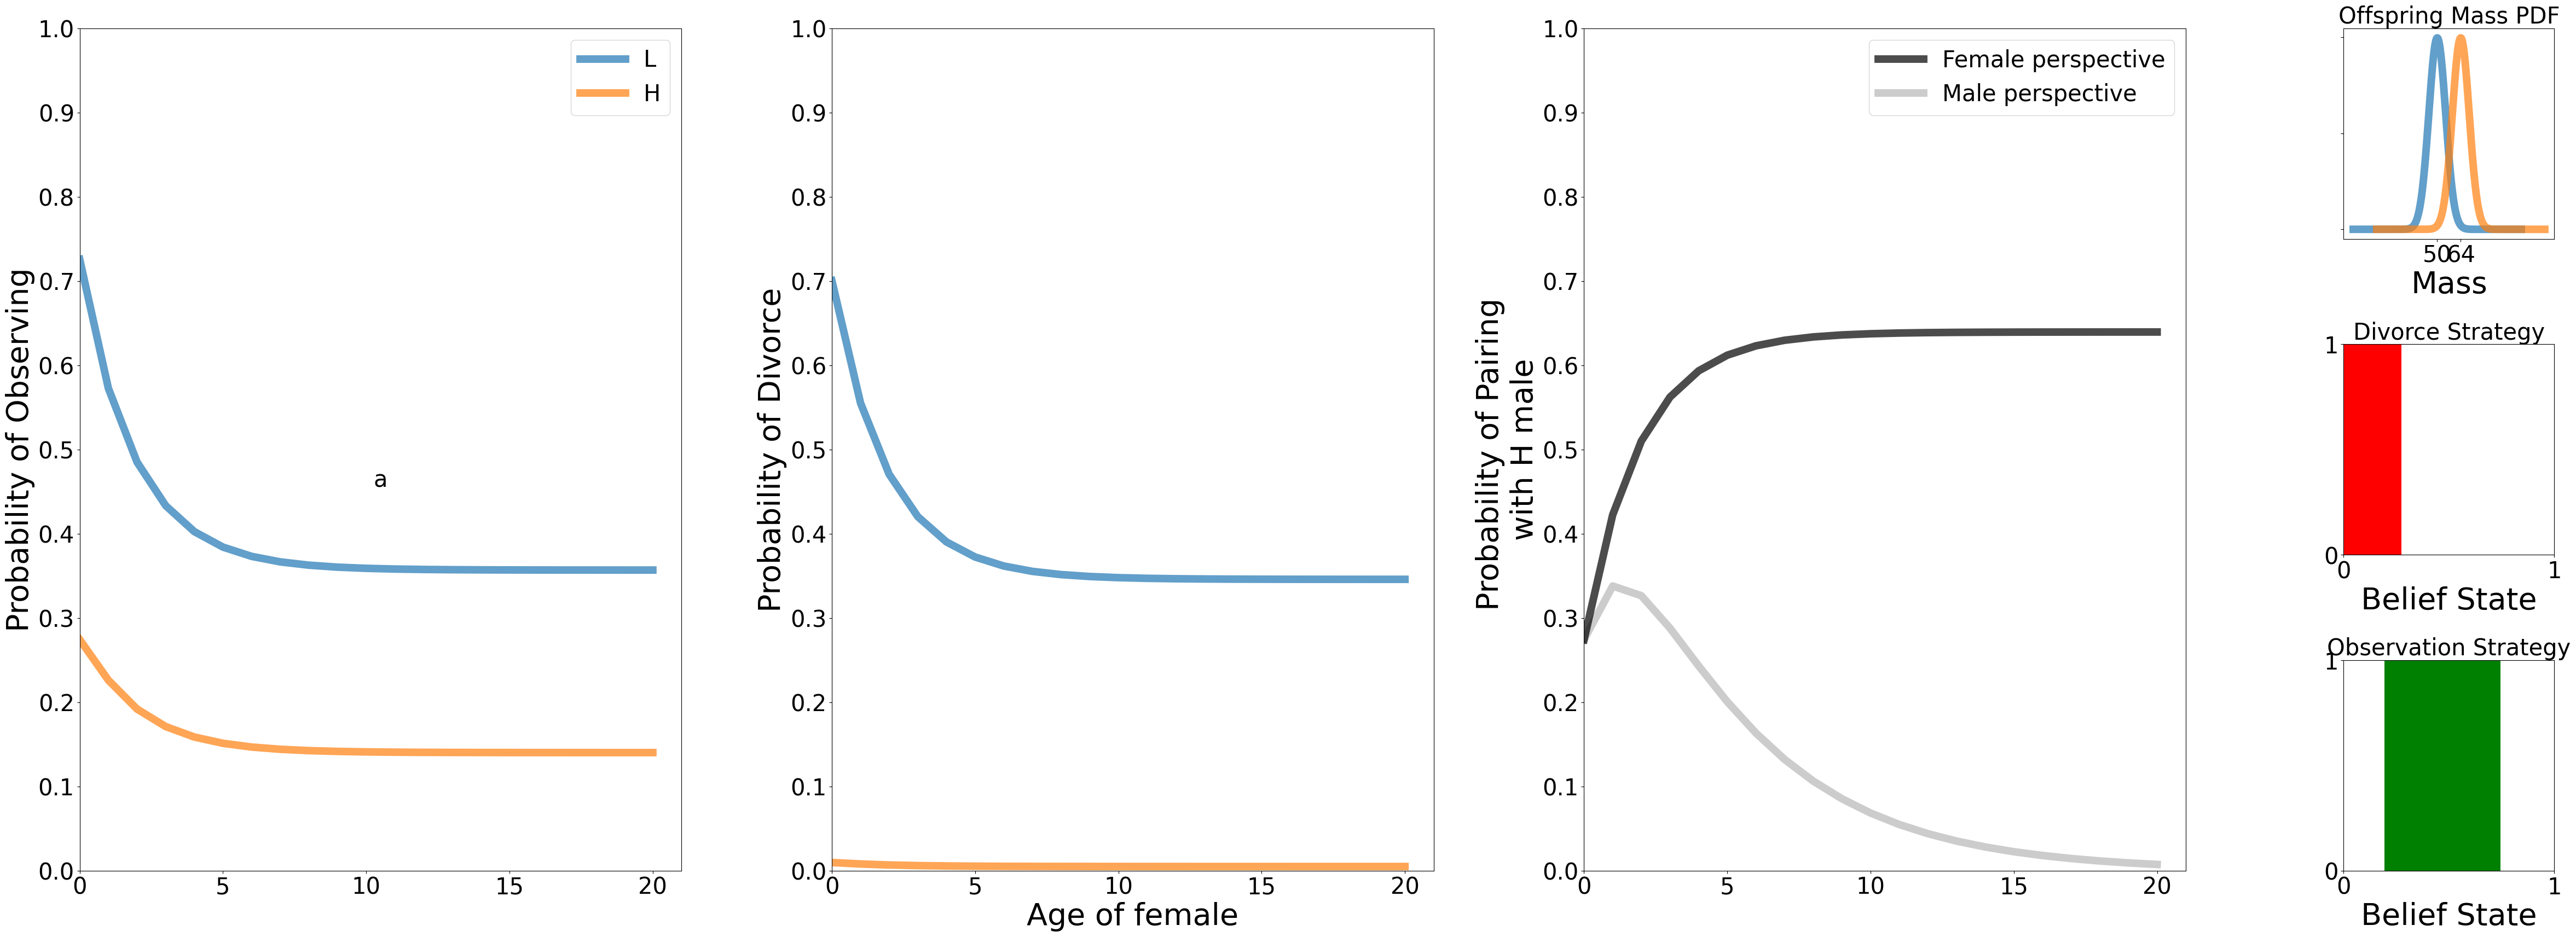 Probability of Observing
1.0
0.9
0.8
0.7
0.6
0.5
0.4
0.3
0.2
0.1
0.0
0 5 10 15 20
L
H
a
Probability of Divorce
1.0
0.9
0.8
0.7
0.6
0.5
0.4
0.3
0.2
0.1
0.0
0 5 10 15 20
Age of female
Probability of Pairing
with H male
1.0
0.9
0.8
0.7
0.6
0.5
0.4
0.3
0.2
0.1
0.0
0 5 10 15 20
Female perspective
Male perspective
Offspring Mass PDF
50 64
Mass
Divorce Strategy
1
0
0 1
Belief State
Observation Strategy
1
0
0 1
Belief State